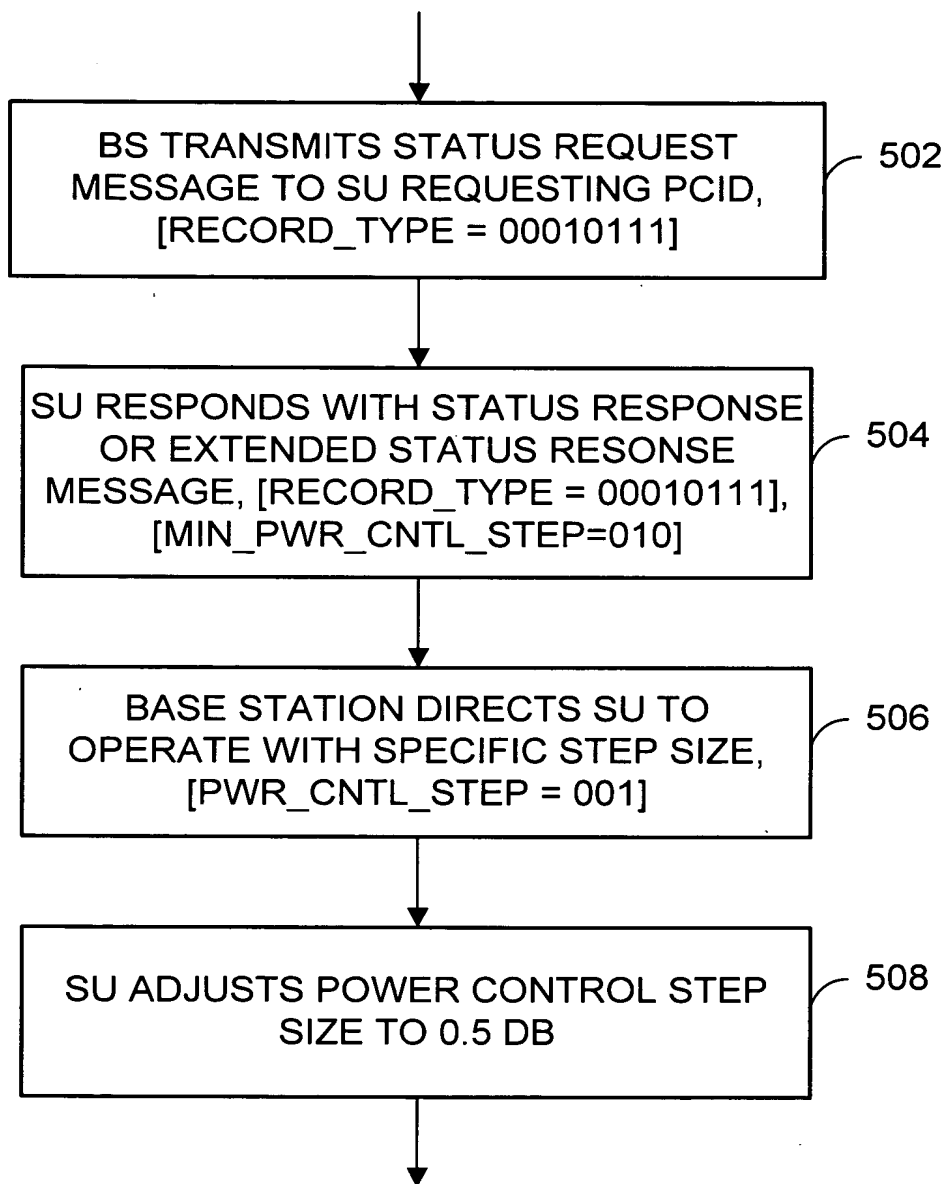 BS TRANSMITS STATUS REQUEST
MESSAGE TO SU REQUESTING PCID,
[RECORD_TYPE = 00010111]
502
SU RESPONDS WITH STATUS RESPONSE
OR EXTENDED STATUS RESONSE
MESSAGE, [RECORD_TYPE = 00010111],
[MIN_PWR_CNTL_STEP=010]
504
BASE STATION DIRECTS SU TO
OPERATE WITH SPECIFIC STEP SIZE,
[PWR_CNTL_STEP = 001]
506
SU ADJUSTS POWER CONTROL STEP
SIZE TO 0.5 DB
508